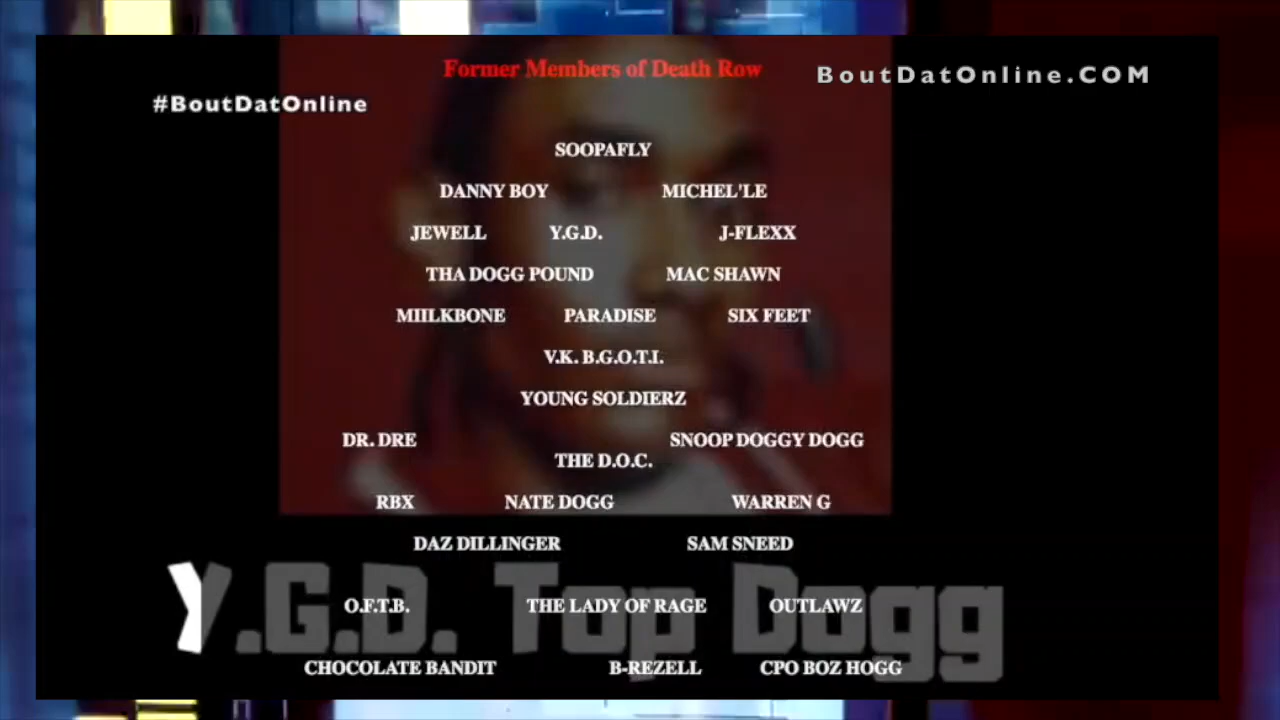 Former Members of Death Row
BoutDatOnline.COM
#BoutDatOnline
SOOPAFLY
DANNY BOY MICHEL'LE
JEWELL Y.G.D. J-FLEXX
THA DOGG POUND MAC SHAWN
MIILKBONE PARADISE SIX FEET
V.K. B.G.O.T.I.
YOUNG SOLDIERZ
DR. DRE SNOOP DOGGY DOGG
THE D.O.C.
RBX NATE DOGG WARREN G
DAZ DILLINGER SAM SNEED
Y.G.D. Top Dogg
O.F.T.B. THE LADY OF RAGE OUTLAWZ
CHOCOLATE BANDIT B-REZELL CPO BOZ HOGG